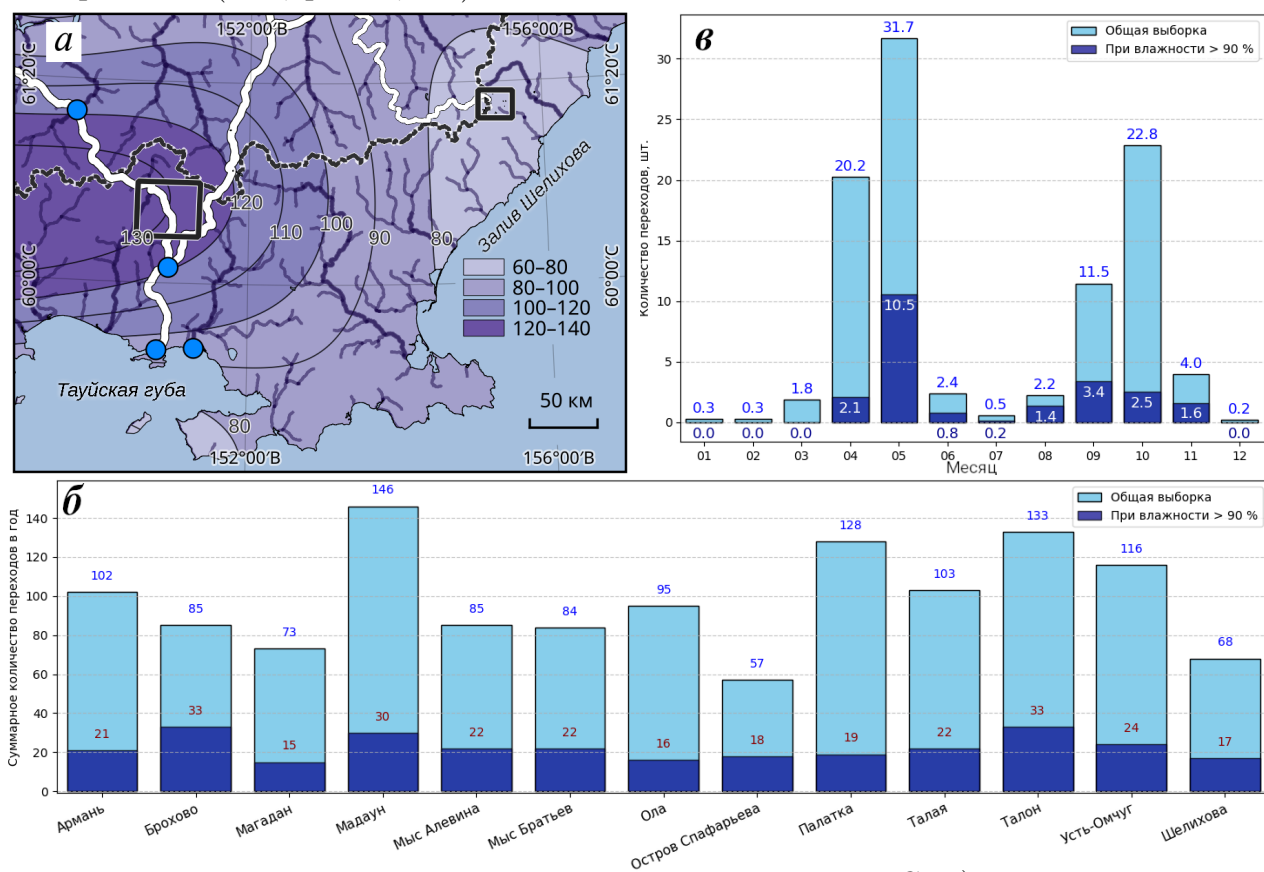 а
152°00′В
156°00′В
61°20′С
61°20′С
60°00′С
60°00′С
120
130
110
100
90
80
80
Залив Шелихова
60–80
80–100
100–120
120–140
Тауйская губа
50 км
152°00′В
156°00′В
в
Общая выборка
При влажности > 90 %
количество переходов, шт.
30
25
20
15
10
5
0
0.3 0.3 1.8 20.2 31.7 2.4 0.5 2.2 11.5 22.8 4.0 0.2
0.0 0.0 0.0 2.1 10.5 0.8 0.2 1.4 3.4 2.5 1.6 0.0
01 02 03 04 05 06 07 08 09 10 11 12
Месяц
б
Общая выборка
При влажности > 90 %
Суммарное количество переходов в год
140
120
100
80
60
40
20
0
102 85 73 146 85 84 95 57 128 103 133 116 68
21 33 15 30 22 22 16 18 19 22 33 24 17
Армань
Брохово
Магадан
Мадаун
Мыс Алевина
Мыс Братьев
Ола
Остров Спафарьева
Палатка
Талая
Талон
Усть-Омчуг
Шелихова